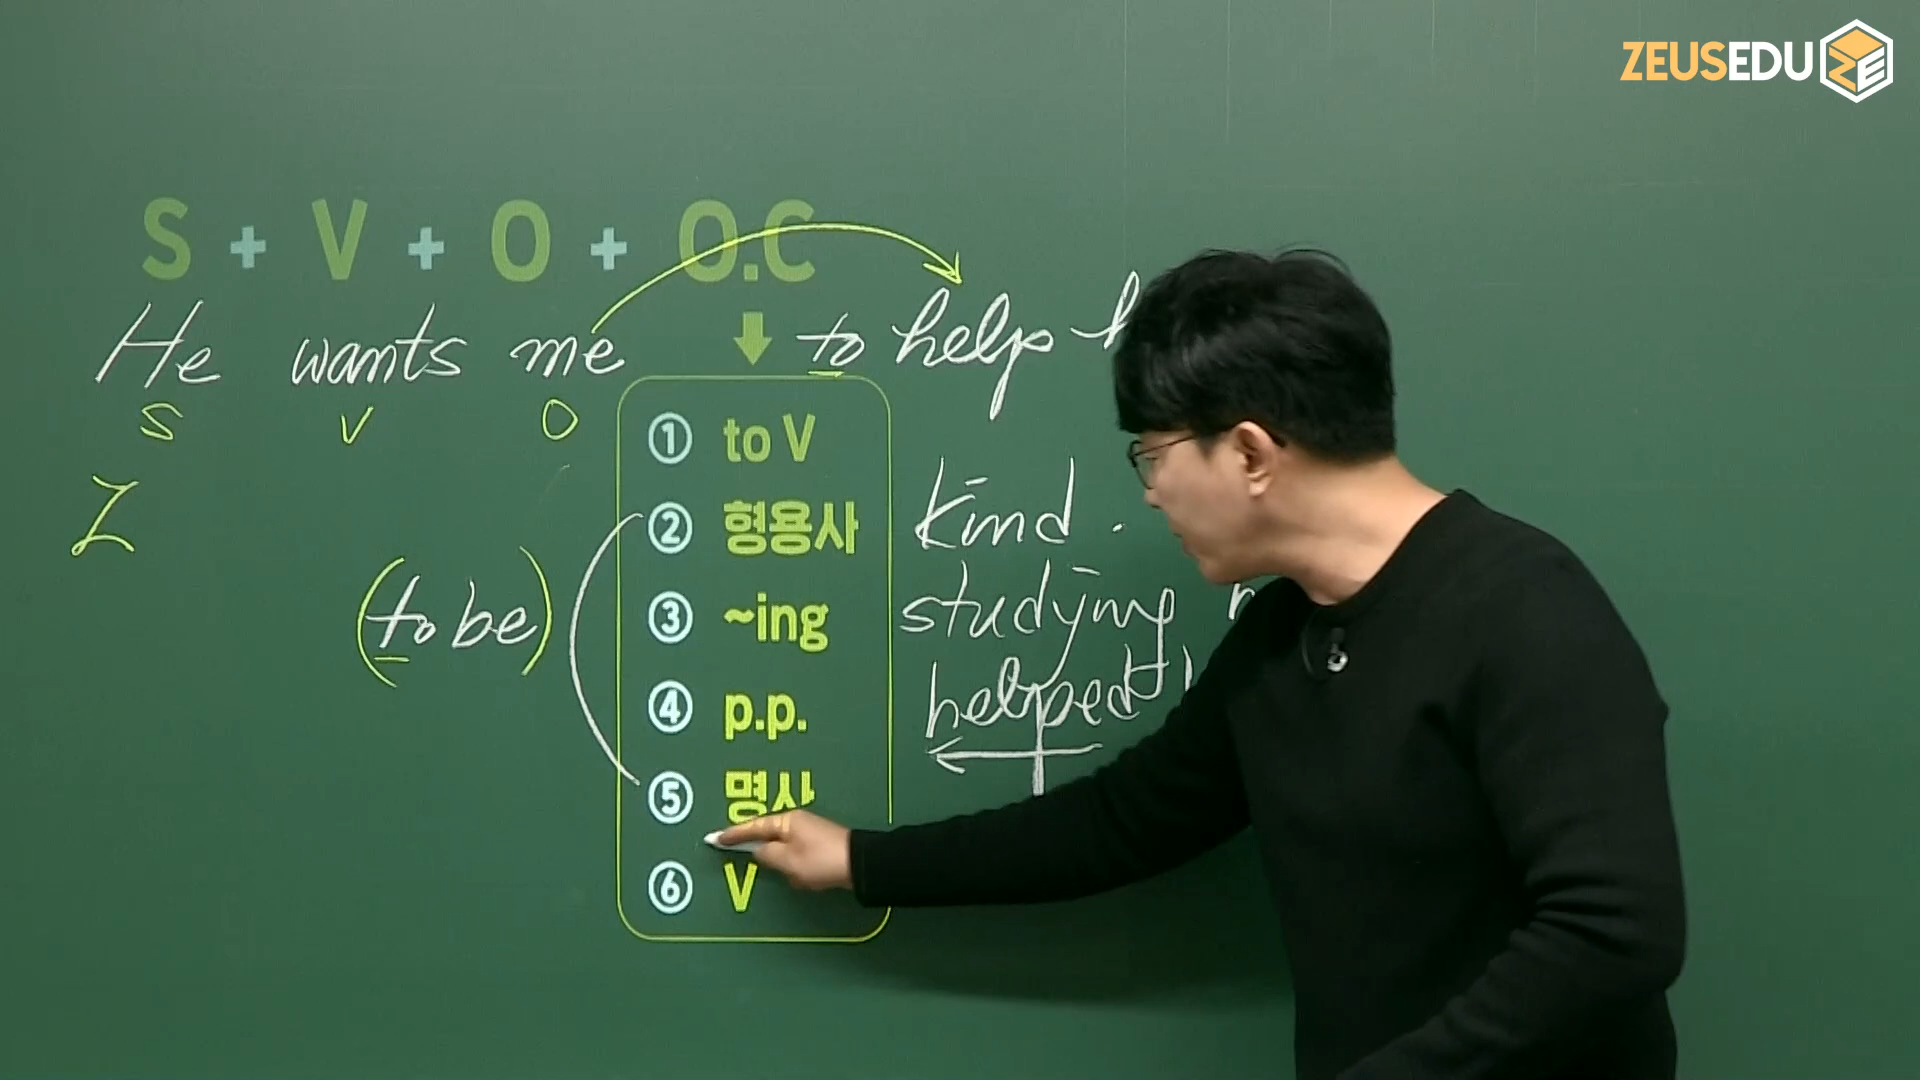 ZEUSEDU
S + V + O + O.C
He wants me to help
S V O
① to V
② 형용사 kind.
(to be) ③ ~ing studying
④ p.p. helped
⑤ 명사
⑥ V